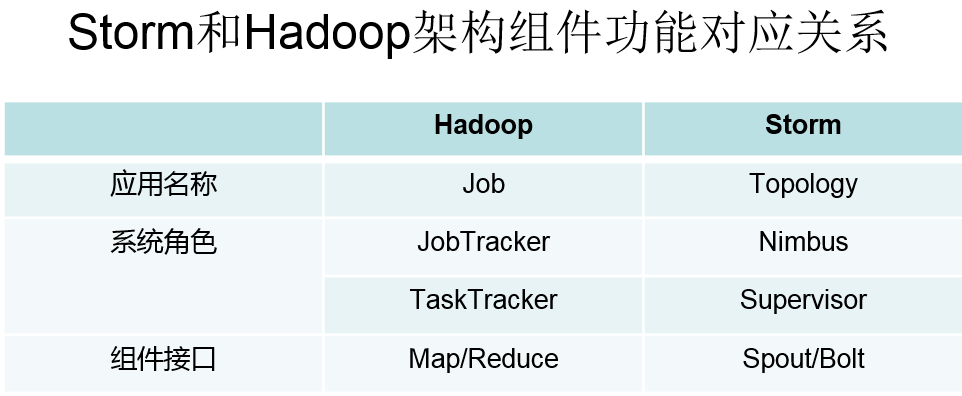 Storm和Hadoop架构组件功能对应关系
Hadoop Storm
应用名称 Job Topology
系统角色 JobTracker Nimbus
TaskTracker Supervisor
组件接口 Map/Reduce Spout/Bolt